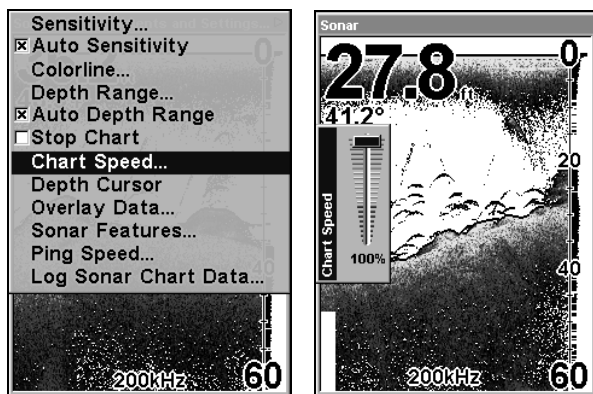 Sensitivity...
Auto Sensitivity
Colorline...
Depth Range...
Auto Depth Range
Stop Chart
Chart Speed...
Depth Cursor
Overlay Data...
Sonar Features...
Ping Speed...
Log Sonar Chart Data...
0
40
200kHz
60
Sonar
27.8 ft
41.2°
Chart Speed
100%
0
20
40
200kHz
60